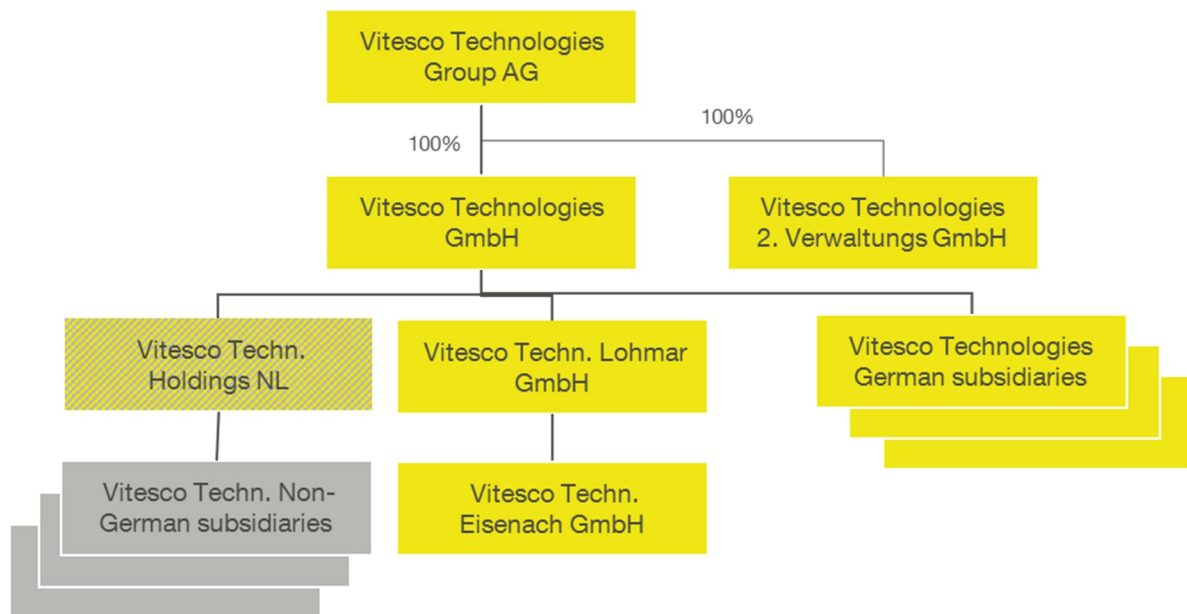 Vitesco Technologies
Group AG
100%
100%
Vitesco Technologies
GmbH
Vitesco Technologies
2. Verwaltungs GmbH
Vitesco Techn.
Holdings NL
Vitesco Techn. Lohmar
GmbH
Vitesco Technologies
German subsidiaries
Vitesco Techn. Non-
German subsidiaries
Vitesco Techn.
Eisenach GmbH